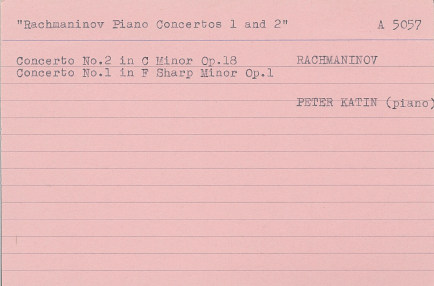 "Rachmaninov Piano Concertos 1 and 2" A 5057
Concerto No.2 in C Minor Op.18 RACHMANINOV
Concerto No.1 in F Sharp Minor Op.1
PETER KATIN (piano)